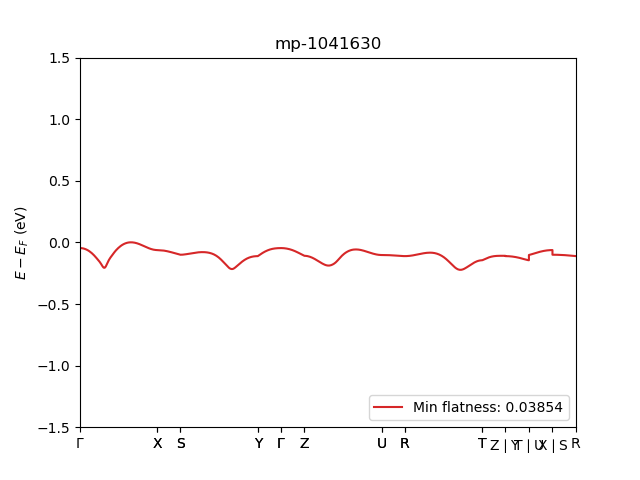 mp-1041630
E − E_F (eV)
1.5
1.0
0.5
0.0
−0.5
−1.0
−1.5
Min flatness: 0.03854
Γ X S Y Γ Z U R T Z | Y T | U X | S R